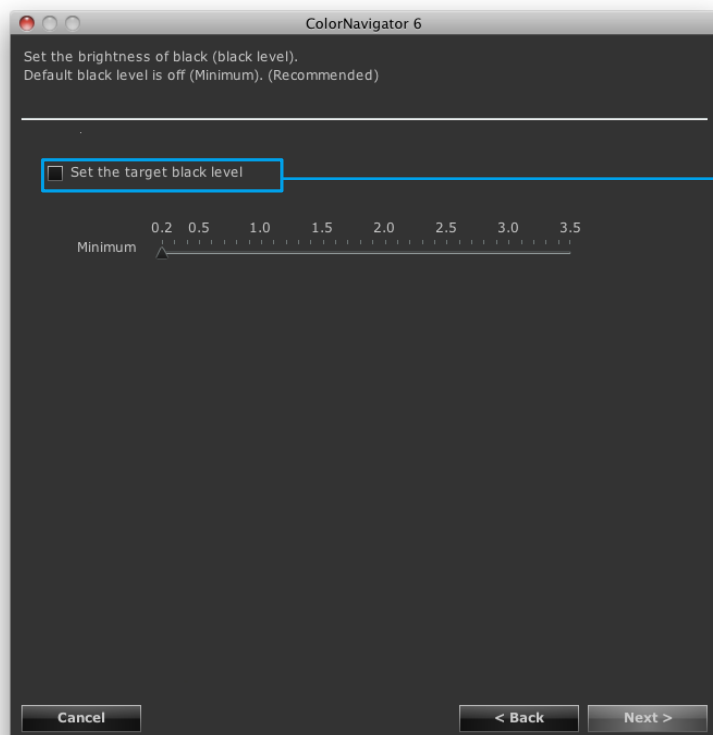 ColorNavigator 6
Set the brightness of black (black level).
Default black level is off (Minimum). (Recommended)
Set the target black level
0.2 0.5 1.0 1.5 2.0 2.5 3.0 3.5
Minimum
Cancel < Back Next >